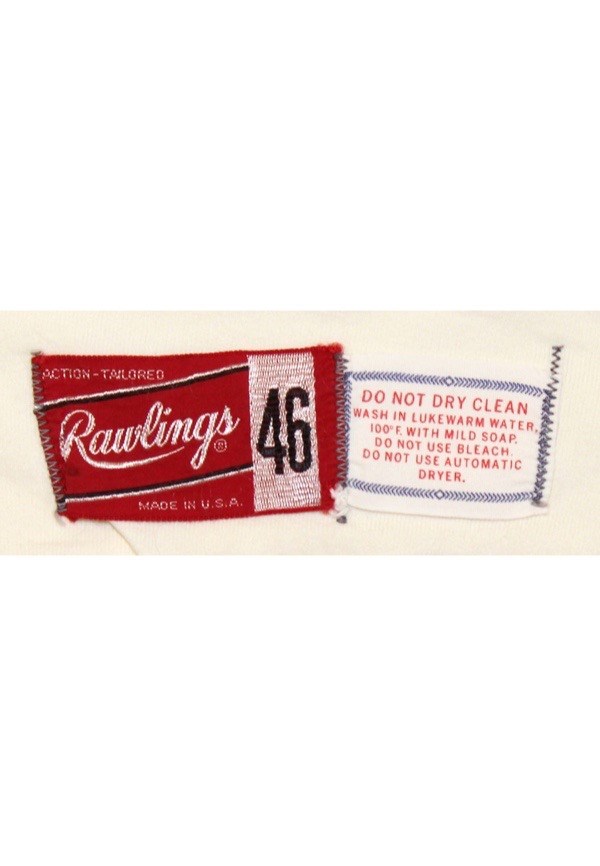 ACTION-TAILORED
Rawlings®
46
MADE IN U.S.A.
DO NOT DRY CLEAN
WASH IN LUKEWARM WATER,
100° F. WITH MILD SOAP.
DO NOT USE BLEACH.
DO NOT USE AUTOMATIC
DRYER.